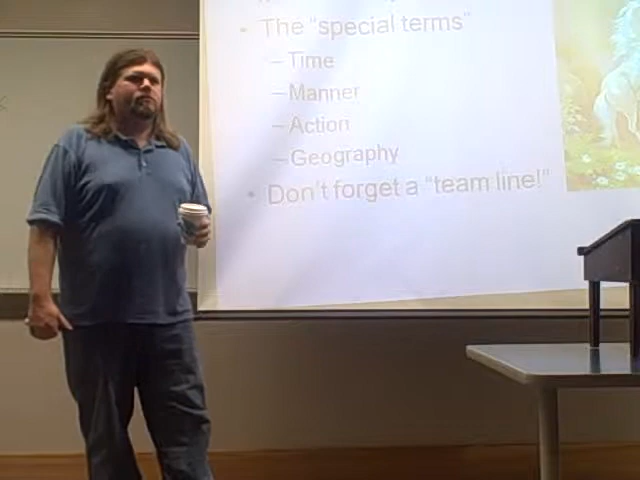 • The “special terms”
– Time
– Manner
– Action
– Geography
• Don't forget a “team line!”